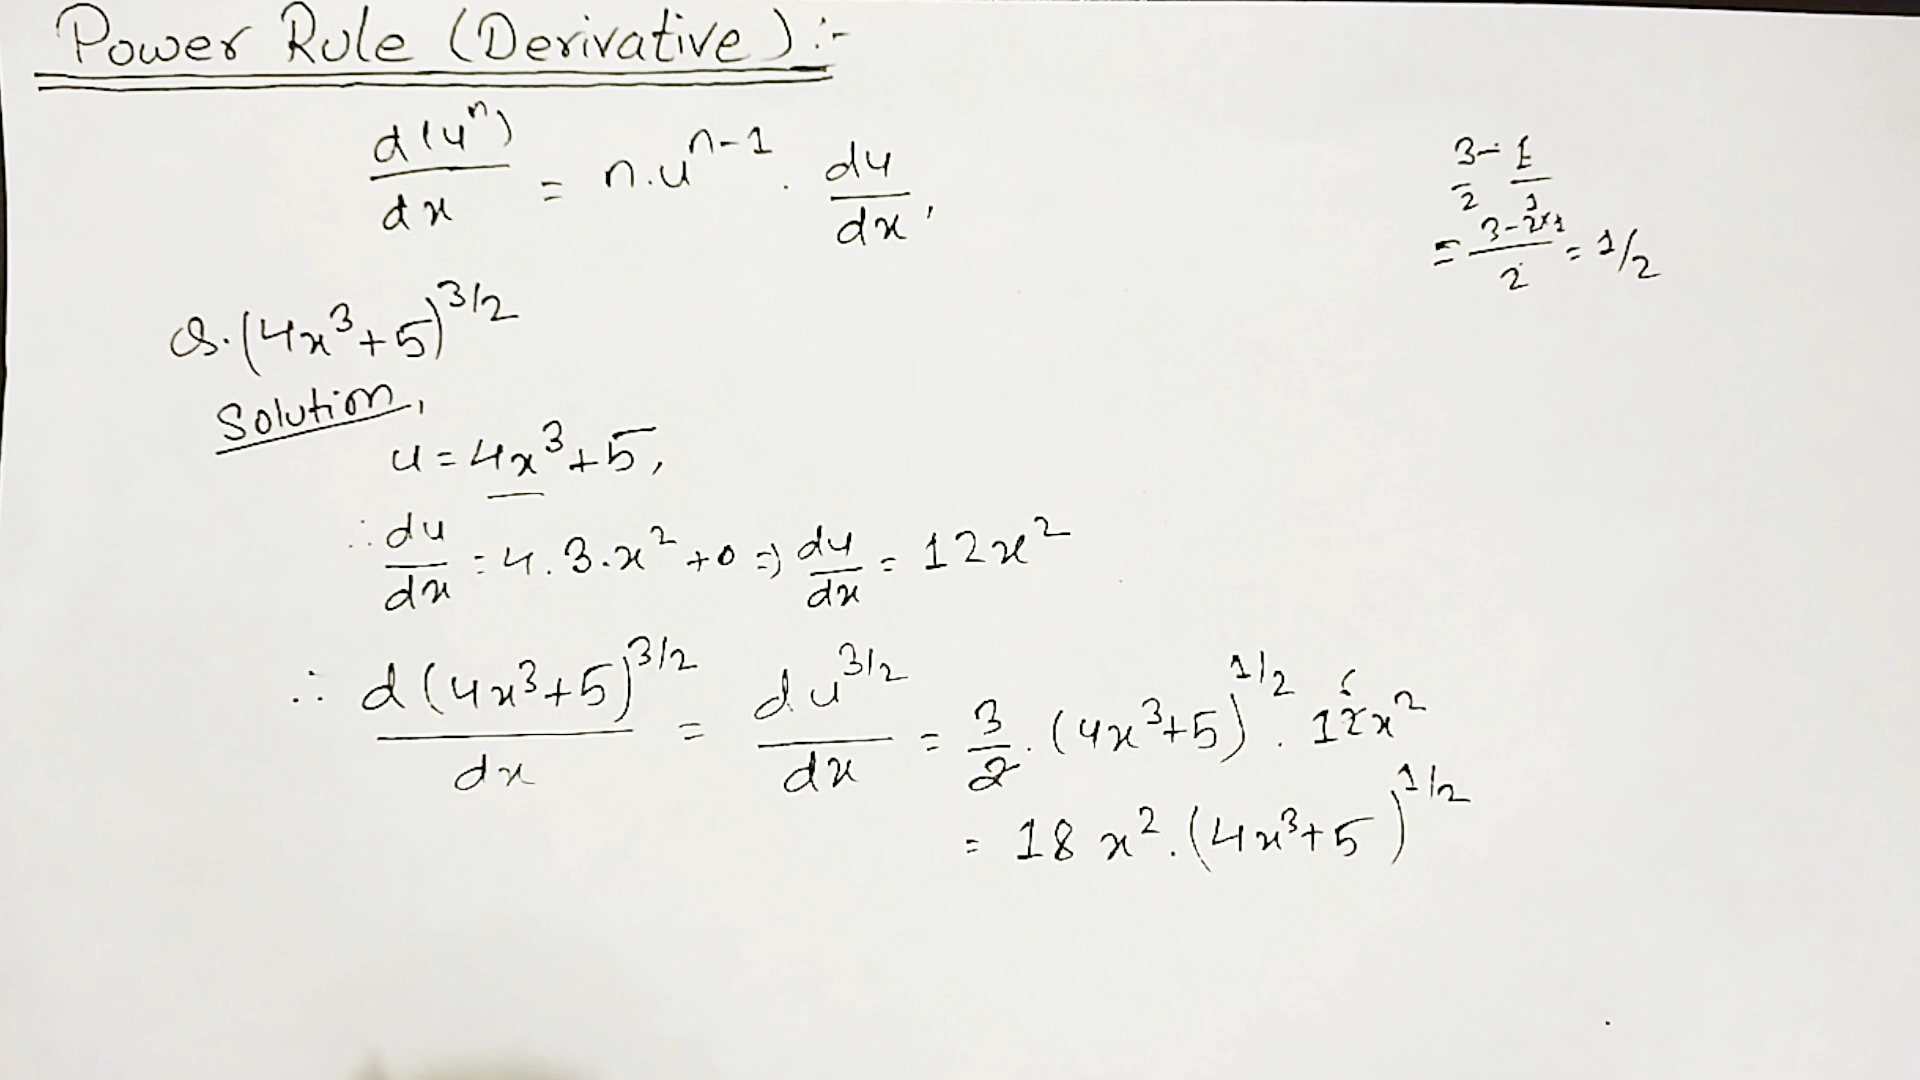 Power Rule (Derivative) :-
d(u^n)/dx = n.u^(n-1) . du/dx,
3/2 - 1/1
= (3-2×1)/2 = 1/2
Q. (4x^3+5)^(3/2)
Solution,
u = 4x^3+5,
∴ du/dx = 4.3.x^2+0 => du/dx = 12x^2
∴ d(4x^3+5)^(3/2)/dx = du^(3/2)/dx = 3/2 . (4x^3+5)^(1/2) . 12x^2 6
= 18 x^2 . (4x^3+5)^(1/2)